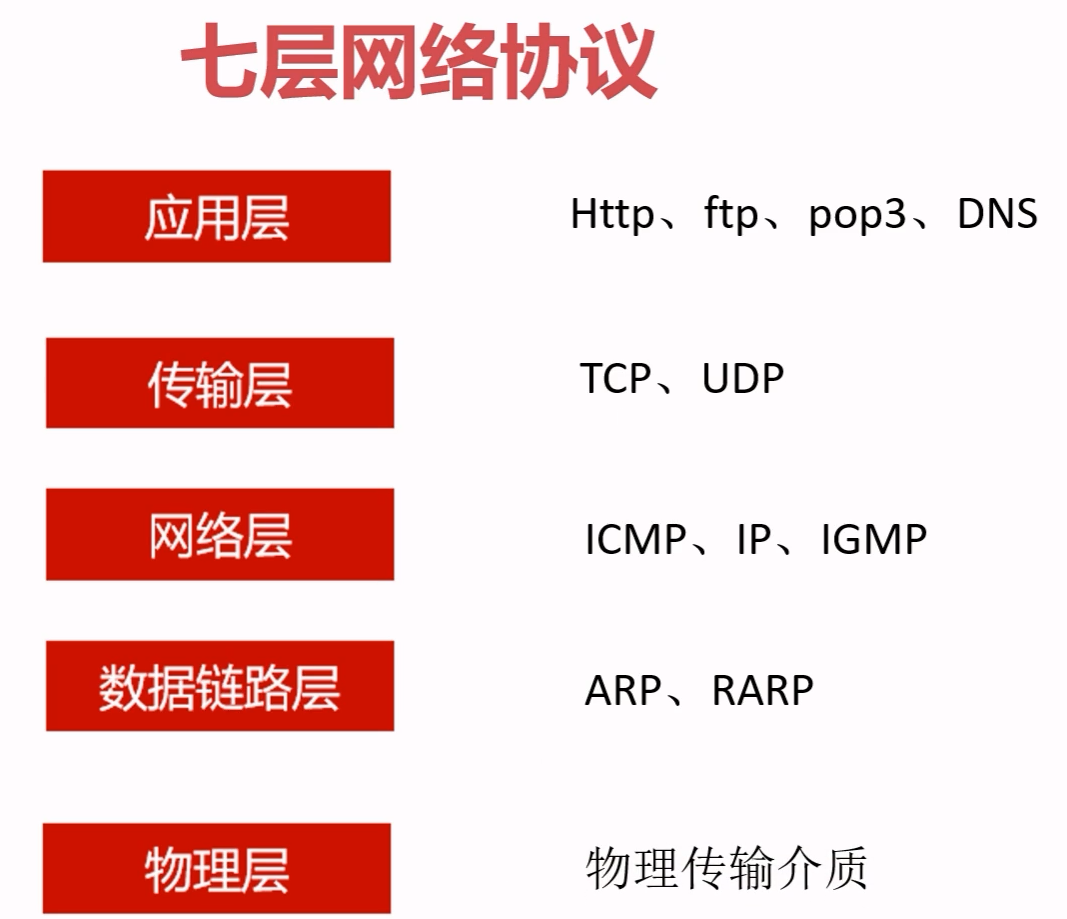 七层网络协议
应用层 Http、ftp、pop3、DNS
传输层 TCP、UDP
网络层 ICMP、IP、IGMP
数据链路层 ARP、RARP
物理层 物理传输介质